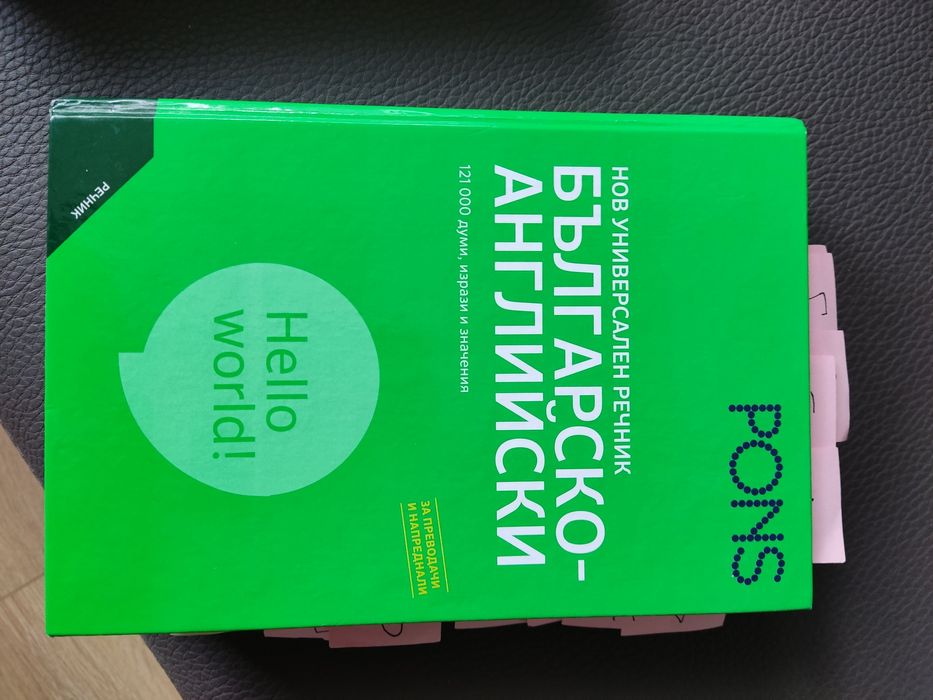 PONS
НОВ УНИВЕРСАЛЕН РЕЧНИК
БЪЛГАРСКО-
АНГЛИЙСКИ
121 000 думи, изрази и значения
ЗА ПРЕВОДАЧИ
И НАПРЕДНАЛИ
Hello
world!
РЕЧНИК